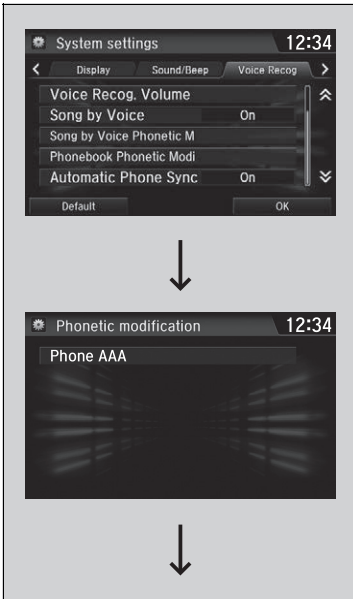 System settings 12:34
Display Sound/Beep Voice Recog
Voice Recog. Volume
Song by Voice On
Song by Voice Phonetic M
Phonebook Phonetic Modi
Automatic Phone Sync On
Default OK
Phonetic modification 12:34
Phone AAA